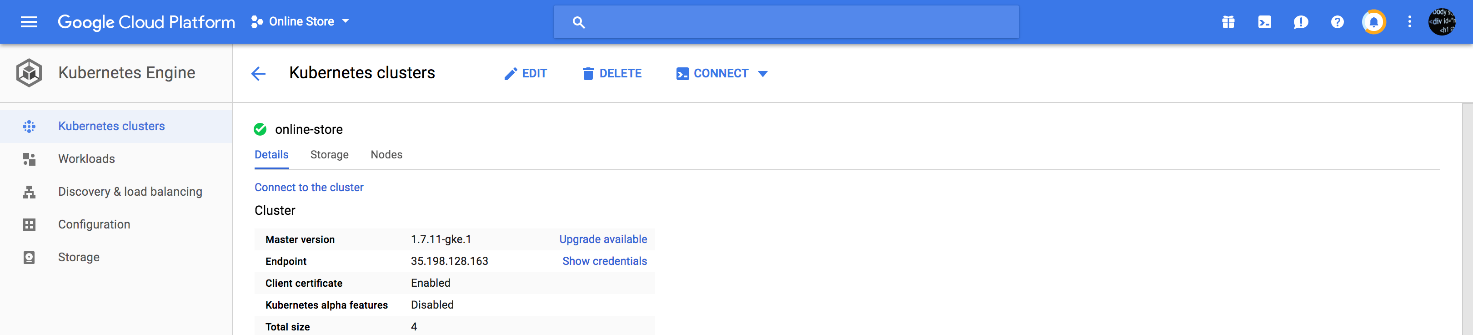 Google Cloud Platform Online Store
Kubernetes Engine
Kubernetes clusters EDIT DELETE CONNECT
Kubernetes clusters
Workloads
Discovery & load balancing
Configuration
Storage
online-store
Details Storage Nodes
Connect to the cluster
Cluster
Master version 1.7.11-gke.1 Upgrade available
Endpoint 35.198.128.163 Show credentials
Client certificate Enabled
Kubernetes alpha features Disabled
Total size 4